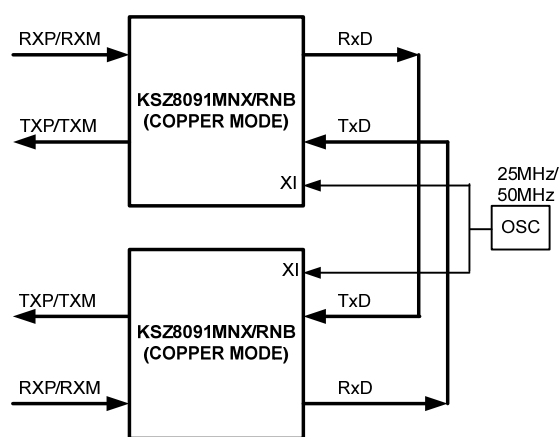 RXP/RXM
RxD
KSZ8091MNX/RNB
(COPPER MODE)
TXP/TXM
TxD
XI
25MHz/
50MHz
OSC
XI
TXP/TXM
TxD
KSZ8091MNX/RNB
(COPPER MODE)
RXP/RXM
RxD